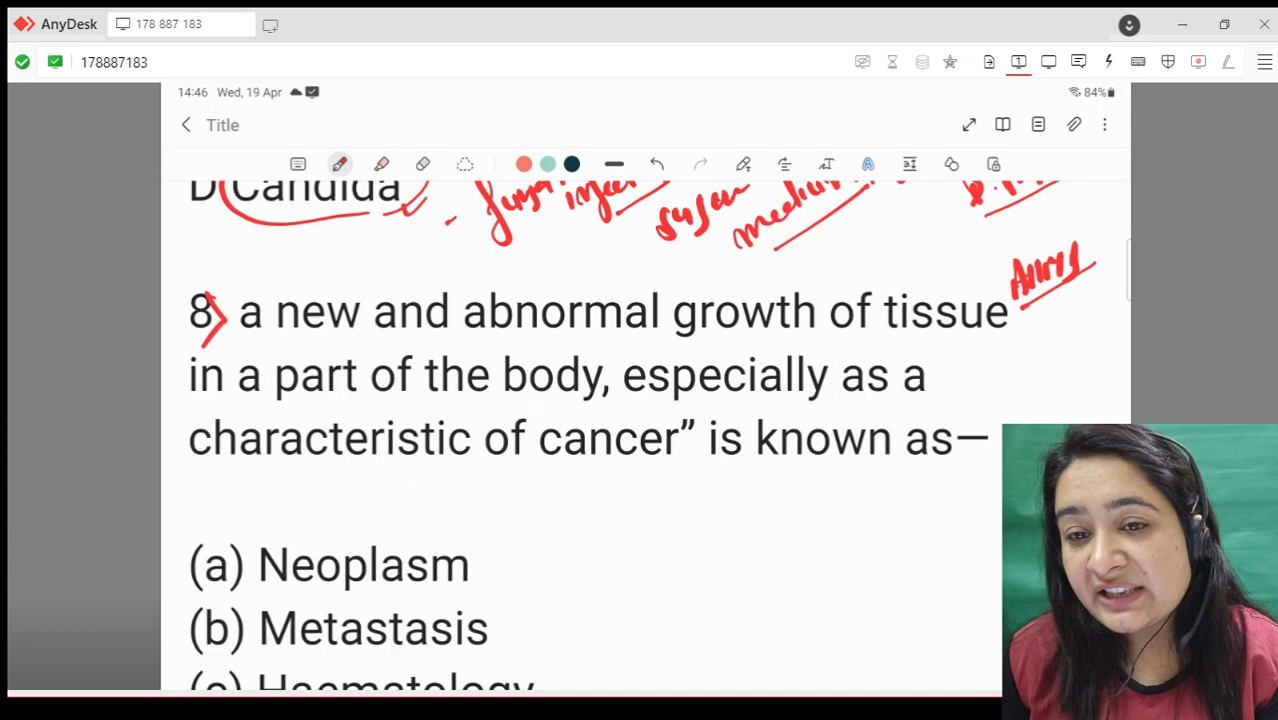 AnyDesk 178 887 183
178887183
14:46 Wed, 19 Apr 84%
Title
D Candida
8 a new and abnormal growth of tissue
in a part of the body, especially as a
characteristic of cancer” is known as—
(a) Neoplasm
(b) Metastasis
(c) Haematology